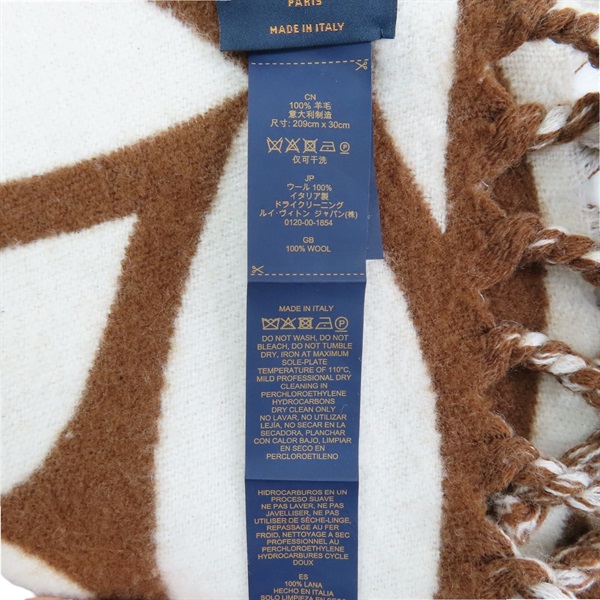 PARIS
MADE IN ITALY
CN
100% 羊毛
意大利制造
尺寸: 209cm x 30cm
仅可干洗
JP
ウール 100%
イタリア製
ドライクリーニング
ルイ・ヴィトン ジャパン(株)
0120-00-1854
GB
100% WOOL
MADE IN ITALY
DO NOT WASH, DO NOT
BLEACH, DO NOT TUMBLE
DRY, IRON AT MAXIMUM
SOLE-PLATE
TEMPERATURE OF 110°C,
MILD PROFESSIONAL DRY
CLEANING IN
PERCHLOROETHYLENE
HYDROCARBONS
DRY CLEAN ONLY
NO LAVAR, NO UTILIZAR
LEJÍA, NO SECAR EN LA
SECADORA, PLANCHAR
CON CALOR BAJO, LIMPIAR
EN SECO EN
PERCLOROETILENO
HIDROCARBUROS EN UN
PROCESO SUAVE
NE PAS LAVER, NE PAS
JAVELLISER, NE PAS
UTILISER DE SÈCHE-LINGE,
REPASSAGE AU FER
FROID, NETTOYAGE A SEC
PROFESSIONNEL AU
PERCHLOROETHYLENE
HYDROCARBURES CYCLE
DOUX
ES
100% LANA
HECHO EN ITALIA
SOLO LIMPIEZA EN SECO